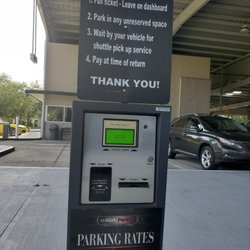 1. Pull ticket - Leave on dashboard
2. Park in any unreserved space
3. Wait by your vehicle for
shuttle pick up service
4. Pay at time of return
THANK YOU!
PARKING RATES